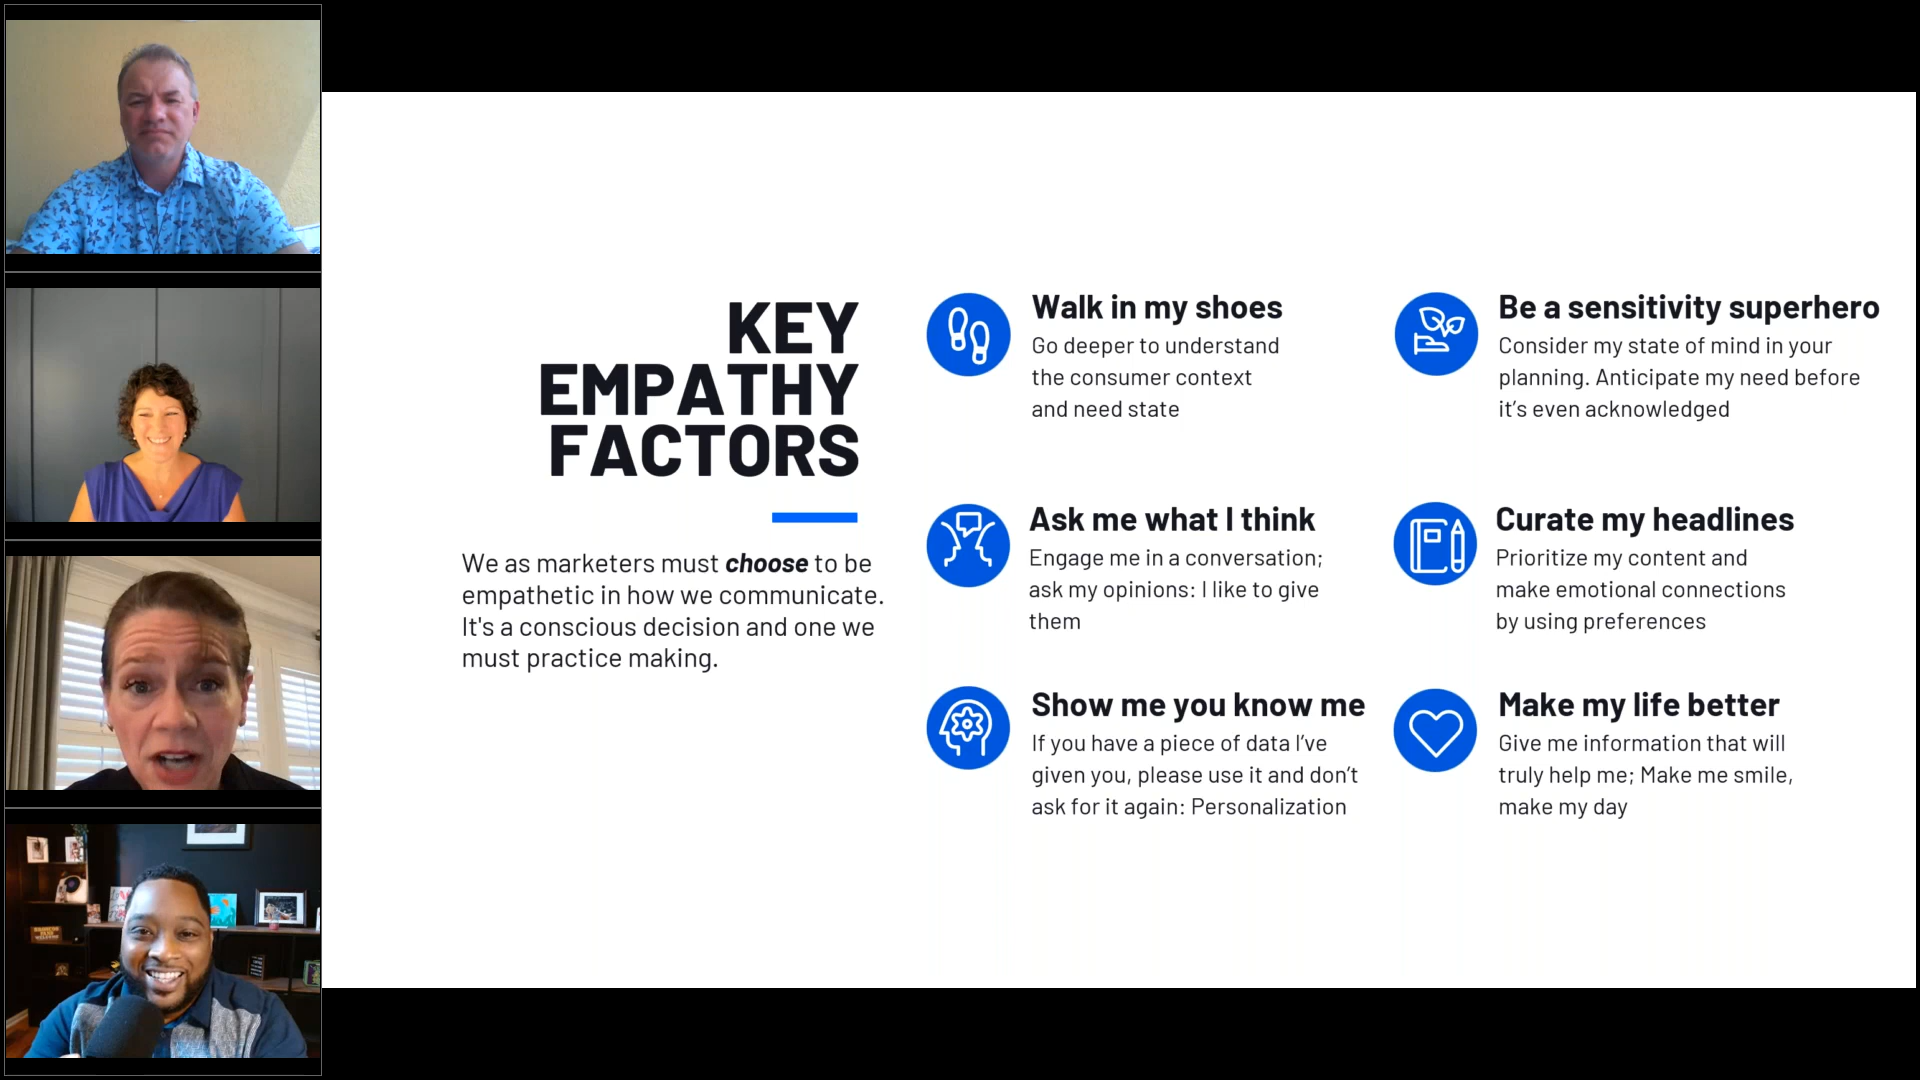 KEY
EMPATHY
FACTORS
We as marketers must choose to be
empathetic in how we communicate.
It's a conscious decision and one we
must practice making.
Walk in my shoes
Go deeper to understand
the consumer context
and need state
Be a sensitivity superhero
Consider my state of mind in your
planning. Anticipate my need before
it’s even acknowledged
Ask me what I think
Engage me in a conversation;
ask my opinions: I like to give
them
Curate my headlines
Prioritize my content and
make emotional connections
by using preferences
Show me you know me
If you have a piece of data I’ve
given you, please use it and don’t
ask for it again: Personalization
Make my life better
Give me information that will
truly help me; Make me smile,
make my day